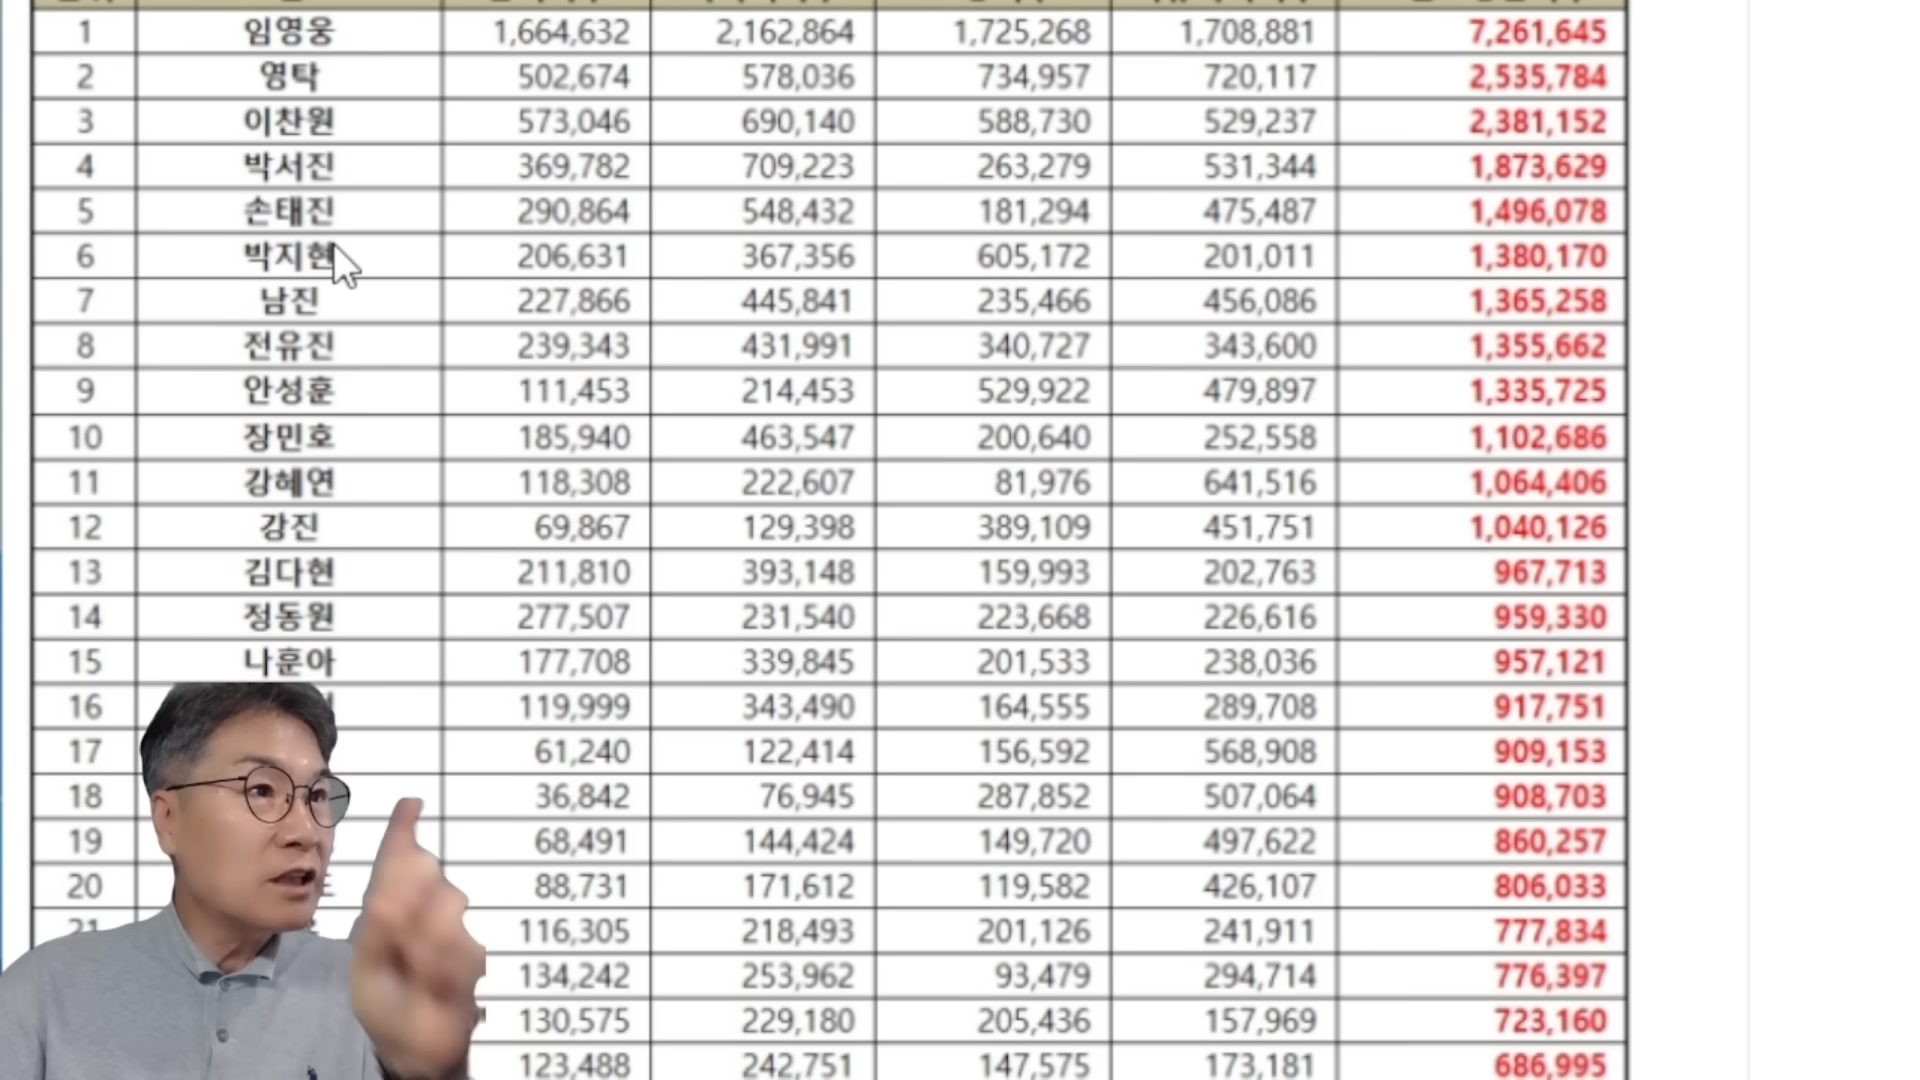 1 임영웅 1,664,632 2,162,864 1,725,268 1,708,881 7,261,645
2 영탁 502,674 578,036 734,957 720,117 2,535,784
3 이찬원 573,046 690,140 588,730 529,237 2,381,152
4 박서진 369,782 709,223 263,279 531,344 1,873,629
5 손태진 290,864 548,432 181,294 475,487 1,496,078
6 박지현 206,631 367,356 605,172 201,011 1,380,170
7 남진 227,866 445,841 235,466 456,086 1,365,258
8 전유진 239,343 431,991 340,727 343,600 1,355,662
9 안성훈 111,453 214,453 529,922 479,897 1,335,725
10 장민호 185,940 463,547 200,640 252,558 1,102,686
11 강혜연 118,308 222,607 81,976 641,516 1,064,406
12 강진 69,867 129,398 389,109 451,751 1,040,126
13 김다현 211,810 393,148 159,993 202,763 967,713
14 정동원 277,507 231,540 223,668 226,616 959,330
15 나훈아 177,708 339,845 201,533 238,036 957,121
16 119,999 343,490 164,555 289,708 917,751
17 61,240 122,414 156,592 568,908 909,153
18 36,842 76,945 287,852 507,064 908,703
19 68,491 144,424 149,720 497,622 860,257
20 88,731 171,612 119,582 426,107 806,033
21 116,305 218,493 201,126 241,911 777,834
134,242 253,962 93,479 294,714 776,397
130,575 229,180 205,436 157,969 723,160
123,488 242,751 147,575 173,181 686,995